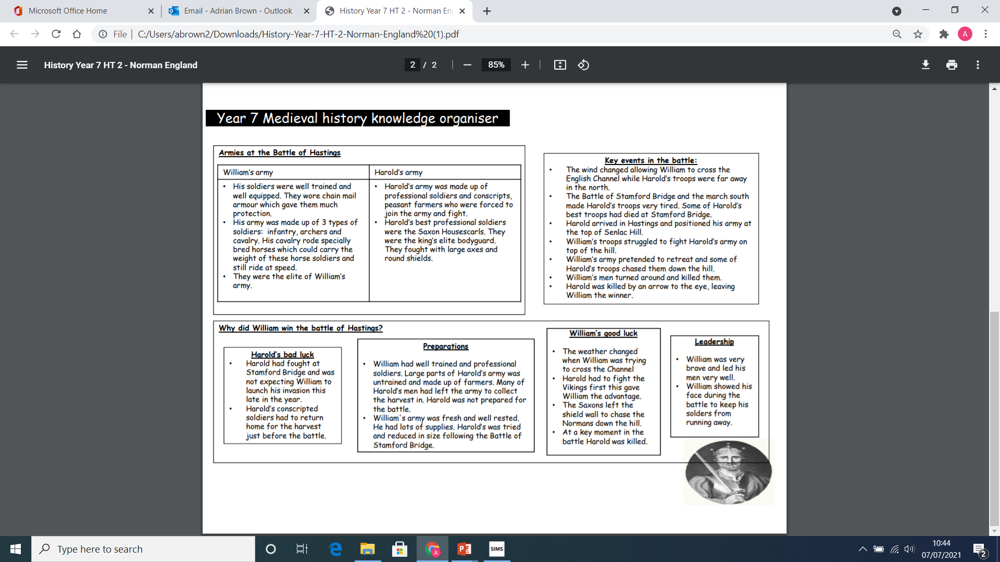 Microsoft Office Home
Email - Adrian Brown - Outlook
History Year 7 HT 2 - Norman En
File
C:/Users/abrown2/Downloads/History-Year-7-HT-2-Norman-England%20(1).pdf
A
History Year 7 HT 2 - Norman England
2 / 2
85%
Year 7 Medieval history knowledge organiser
Armies at the Battle of Hastings
William's army
• His soldiers were well trained and
well equipped. They wore chain mail
armour which gave them much
protection.
• His army was made up of 3 types of
soldiers: infantry, archers and
cavalry. His cavalry rode specially
bred horses which could carry the
weight of these horse soldiers and
still ride at speed.
• They were the elite of William's
army.
Harold's army
• Harold's army was made up of
professional soldiers and conscripts,
peasant farmers who were forced to
join the army and fight.
• Harold's best professional soldiers
were the Saxon Housescarls. They
were the king's elite bodyguard.
They fought with large axes and
round shields.
Key events in the battle:
• The wind changed allowing William to cross the
English Channel while Harold's troops were far away
in the north.
• The Battle of Stamford Bridge and the march south
made Harold's troops very tired. Some of Harold's
best troops had died at Stamford Bridge.
• Harold arrived in Hastings and positioned his army at
the top of Senlac Hill.
• William's troops struggled to fight Harold's army on
top of the hill.
• William's army pretended to retreat and some of
Harold's troops chased them down the hill.
• William's men turned around and killed them.
• Harold was killed by an arrow to the eye, leaving
William the winner.
Why did William win the battle of Hastings?
Harold's bad luck
• Harold had fought at
Stamford Bridge and was
not expecting William to
launch his invasion this
late in the year.
• Harold's conscripted
soldiers had to return
home for the harvest
just before the battle.
Preparations
• William had well trained and professional
soldiers. Large parts of Harold's army was
untrained and made up of farmers. Many of
Harold's men had left the army to collect
the harvest in. Harold was not prepared for
the battle.
• William's army was fresh and well rested.
He had lots of supplies. Harold's was tried
and reduced in size following the Battle of
Stamford Bridge.
William's good luck
• The weather changed
when William was trying
to cross the Channel
• Harold had to fight the
Vikings first this gave
William the advantage.
• The Saxons left the
shield wall to chase the
Normans down the hill.
• At a key moment in the
battle Harold was killed.
Leadership
• William was very
brave and led his
men very well.
• William showed his
face during the
battle to keep his
solders from
running away.
Type here to search
A
SIMS
10:44
07/07/2021
2